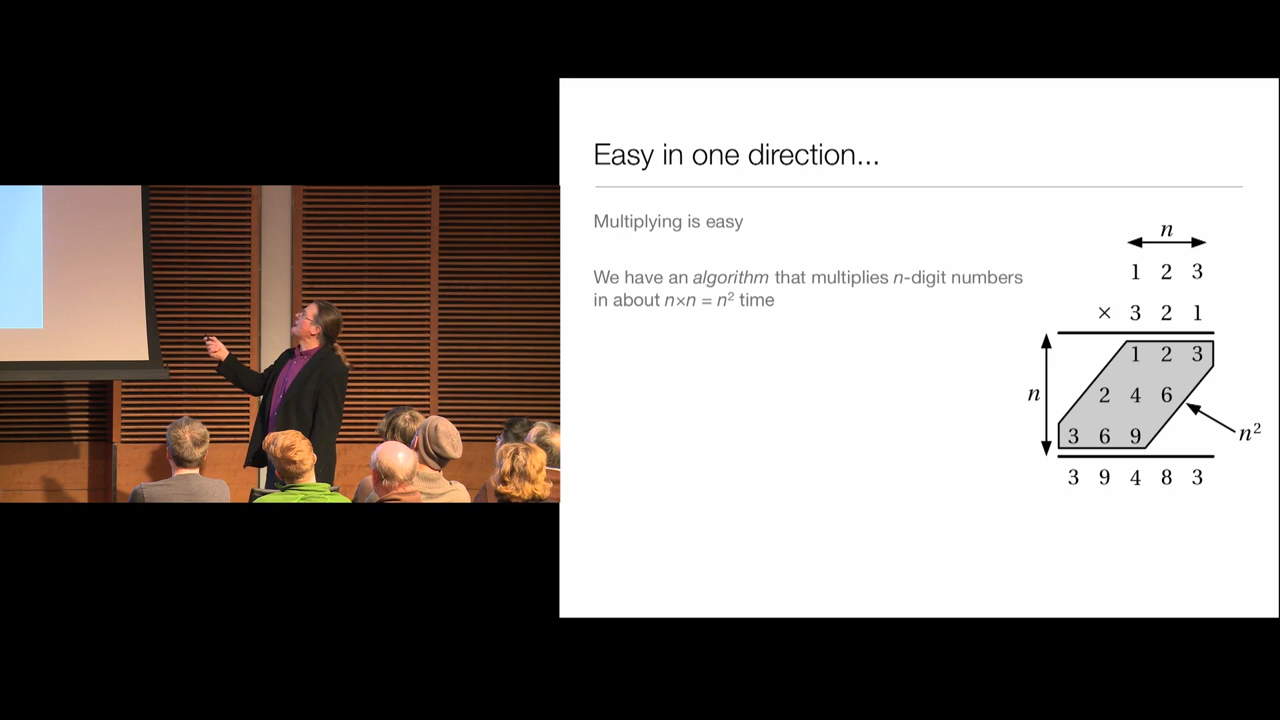 Easy in one direction...
Multiplying is easy
We have an algorithm that multiplies n-digit numbers
in about n×n = n² time
n
1 2 3
× 3 2 1
1 2 3
n 2 4 6
3 6 9 n²
3 9 4 8 3